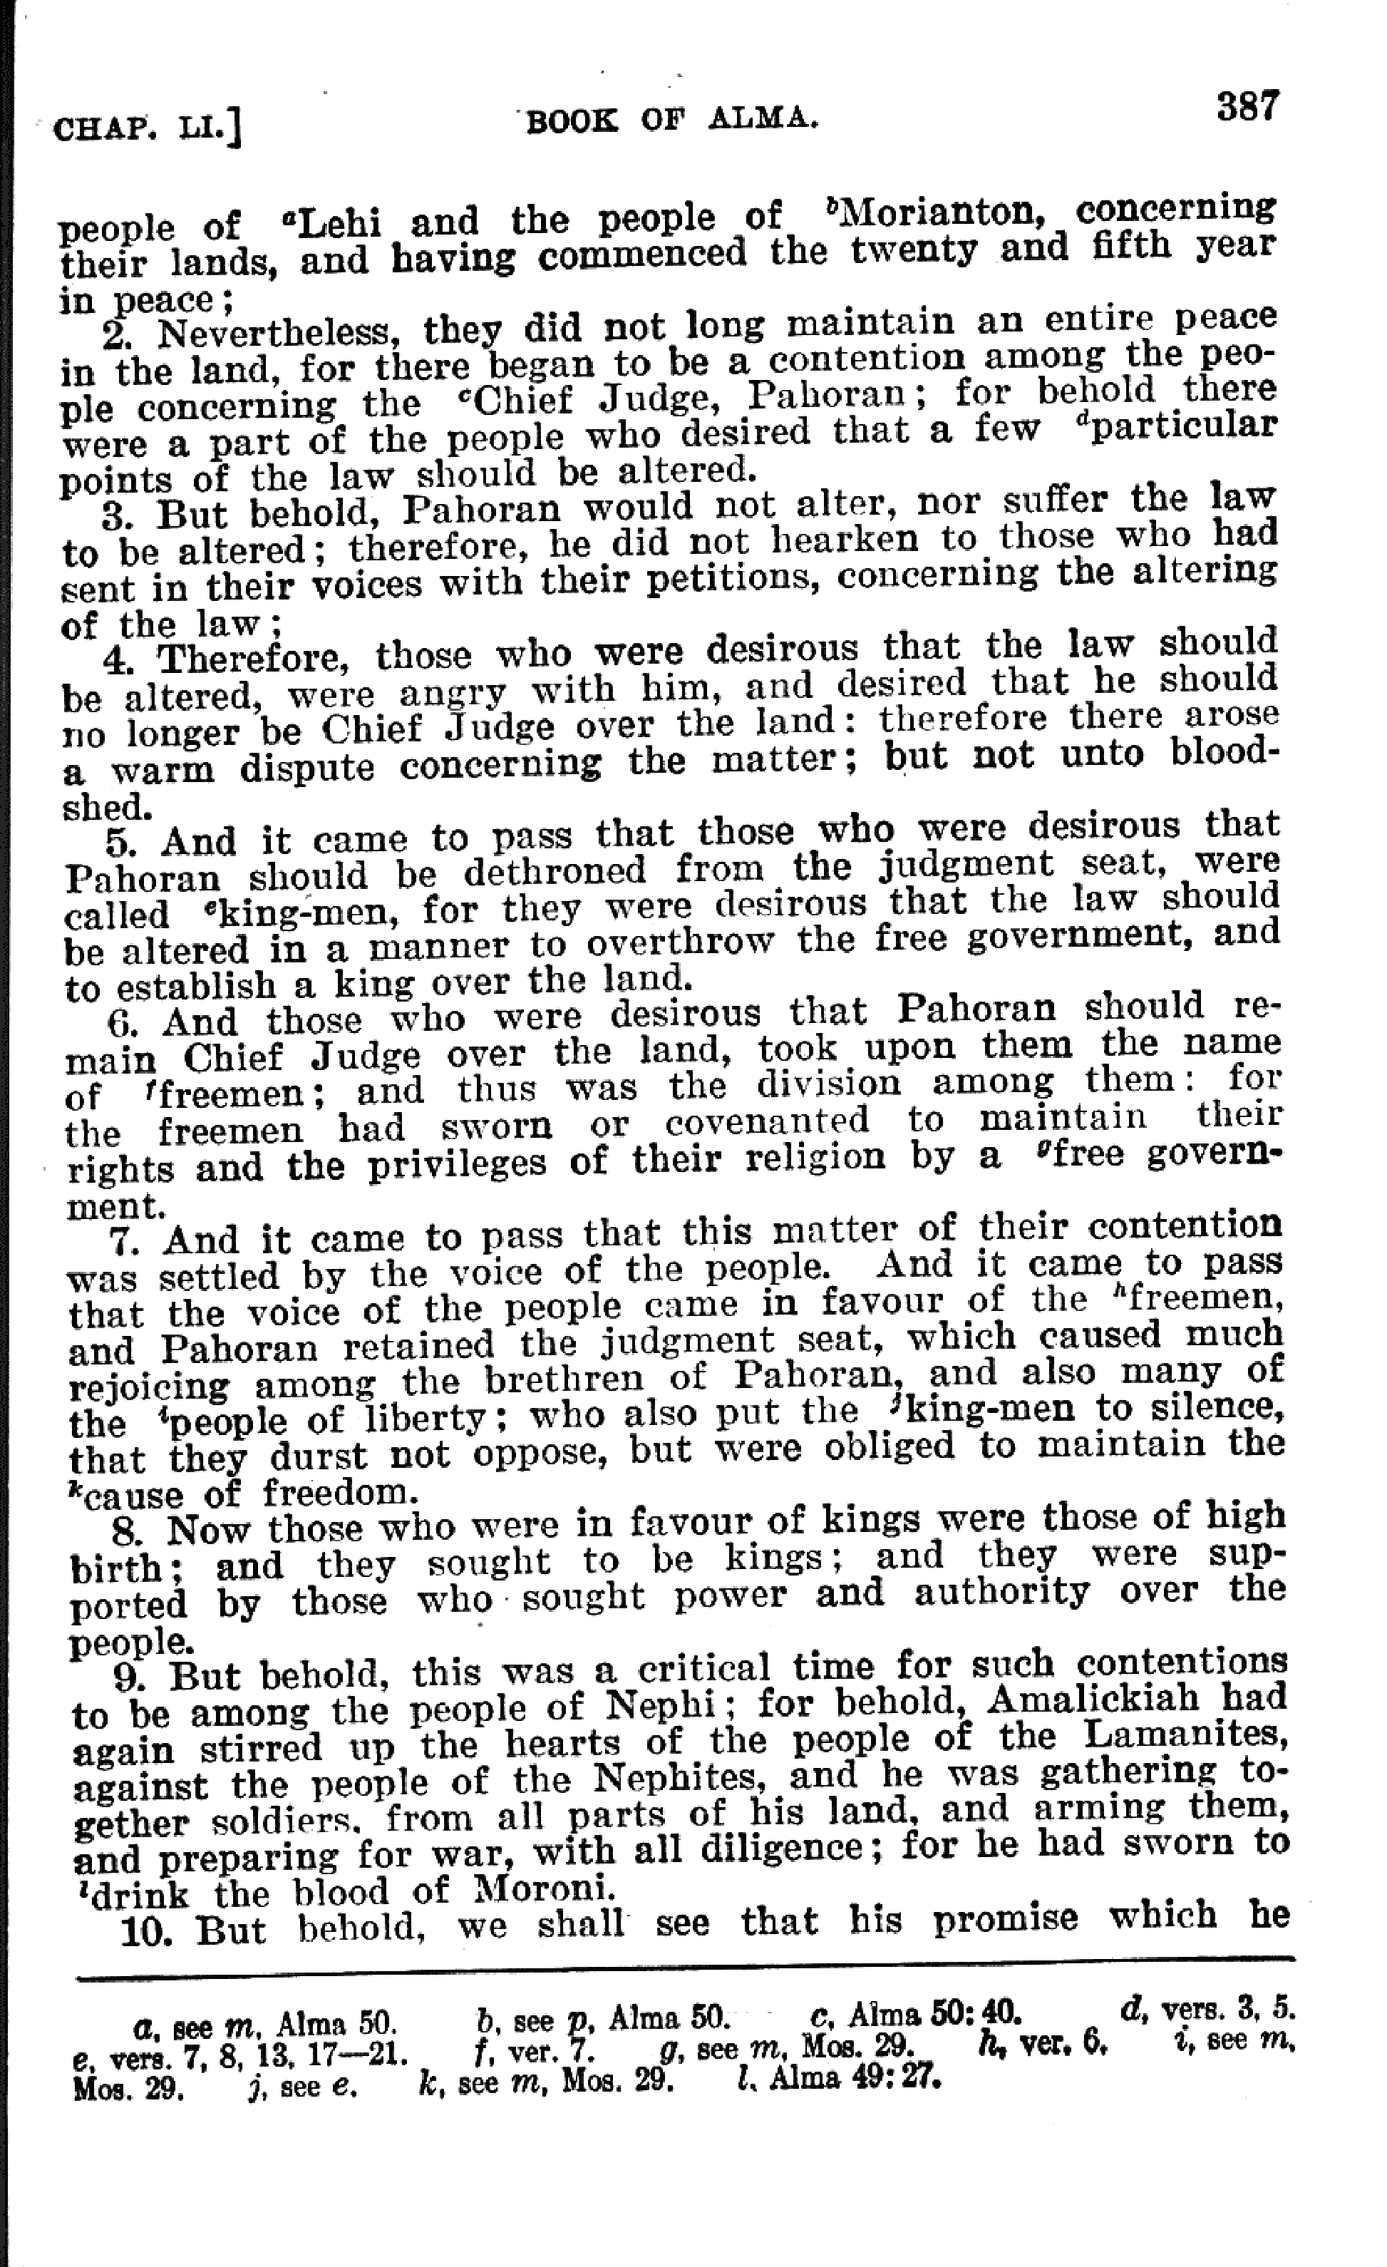 CHAP. LI.] BOOK OF ALMA. 387
people of ᵃLehi and the people of ᵇMorianton, concerning
their lands, and having commenced the twenty and fifth year
in peace;
2. Nevertheless, they did not long maintain an entire peace
in the land, for there began to be a contention among the peo-
ple concerning the ᶜChief Judge, Pahoran; for behold there
were a part of the people who desired that a few ᵈparticular
points of the law should be altered.
3. But behold, Pahoran would not alter, nor suffer the law
to be altered; therefore, he did not hearken to those who had
sent in their voices with their petitions, concerning the altering
of the law;
4. Therefore, those who were desirous that the law should
be altered, were angry with him, and desired that he should
no longer be Chief Judge over the land: therefore there arose
a warm dispute concerning the matter; but not unto blood-
shed.
5. And it came to pass that those who were desirous that
Pahoran should be dethroned from the judgment seat, were
called ᵉking-men, for they were desirous that the law should
be altered in a manner to overthrow the free government, and
to establish a king over the land.
6. And those who were desirous that Pahoran should re-
main Chief Judge over the land, took upon them the name
of ᶠfreemen; and thus was the division among them: for
the freemen had sworn or covenanted to maintain their
rights and the privileges of their religion by a ᵍfree govern-
ment.
7. And it came to pass that this matter of their contention
was settled by the voice of the people. And it came to pass
that the voice of the people came in favour of the ʰfreemen,
and Pahoran retained the judgment seat, which caused much
rejoicing among the brethren of Pahoran, and also many of
the ⁱpeople of liberty; who also put the ʲking-men to silence,
that they durst not oppose, but were obliged to maintain the
ᵏcause of freedom.
8. Now those who were in favour of kings were those of high
birth; and they sought to be kings; and they were sup-
ported by those who sought power and authority over the
people.
9. But behold, this was a critical time for such contentions
to be among the people of Nephi; for behold, Amalickiah had
again stirred up the hearts of the people of the Lamanites,
against the people of the Nephites, and he was gathering to-
gether soldiers. from all parts of his land, and arming them,
and preparing for war, with all diligence; for he had sworn to
ˡdrink the blood of Moroni.
10. But behold, we shall see that his promise which he
a, see m, Alma 50. b, see p, Alma 50. c, Alma 50:40. d, vers. 3, 5.
e, vers. 7, 8, 13, 17—21. f, ver. 7. g, see m, Mos. 29. h, ver. 6. i, see m,
Mos. 29. j, see e. k, see m, Mos. 29. l, Alma 49:27.